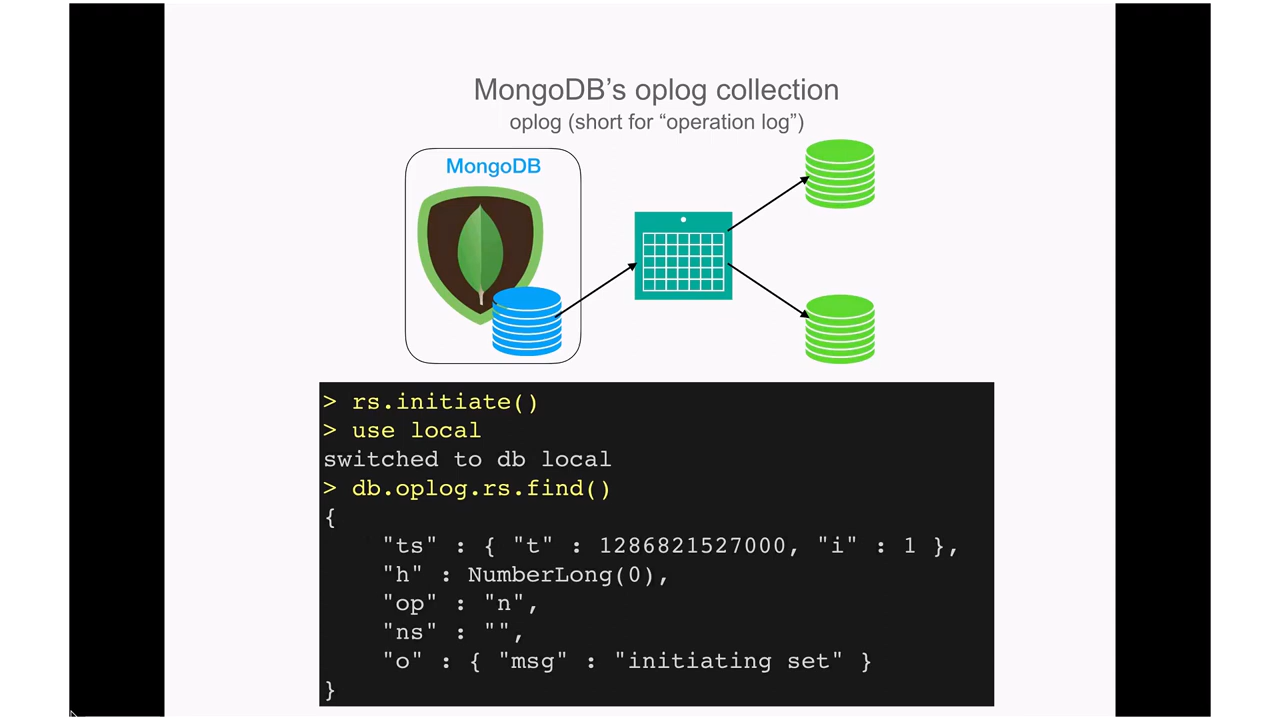 MongoDB’s oplog collection
oplog (short for “operation log”)
MongoDB
> rs.initiate()
> use local
switched to db local
> db.oplog.rs.find()
{
    "ts" : { "t" : 1286821527000, "i" : 1 },
    "h" : NumberLong(0),
    "op" : "n",
    "ns" : "",
    "o" : { "msg" : "initiating set" }
}